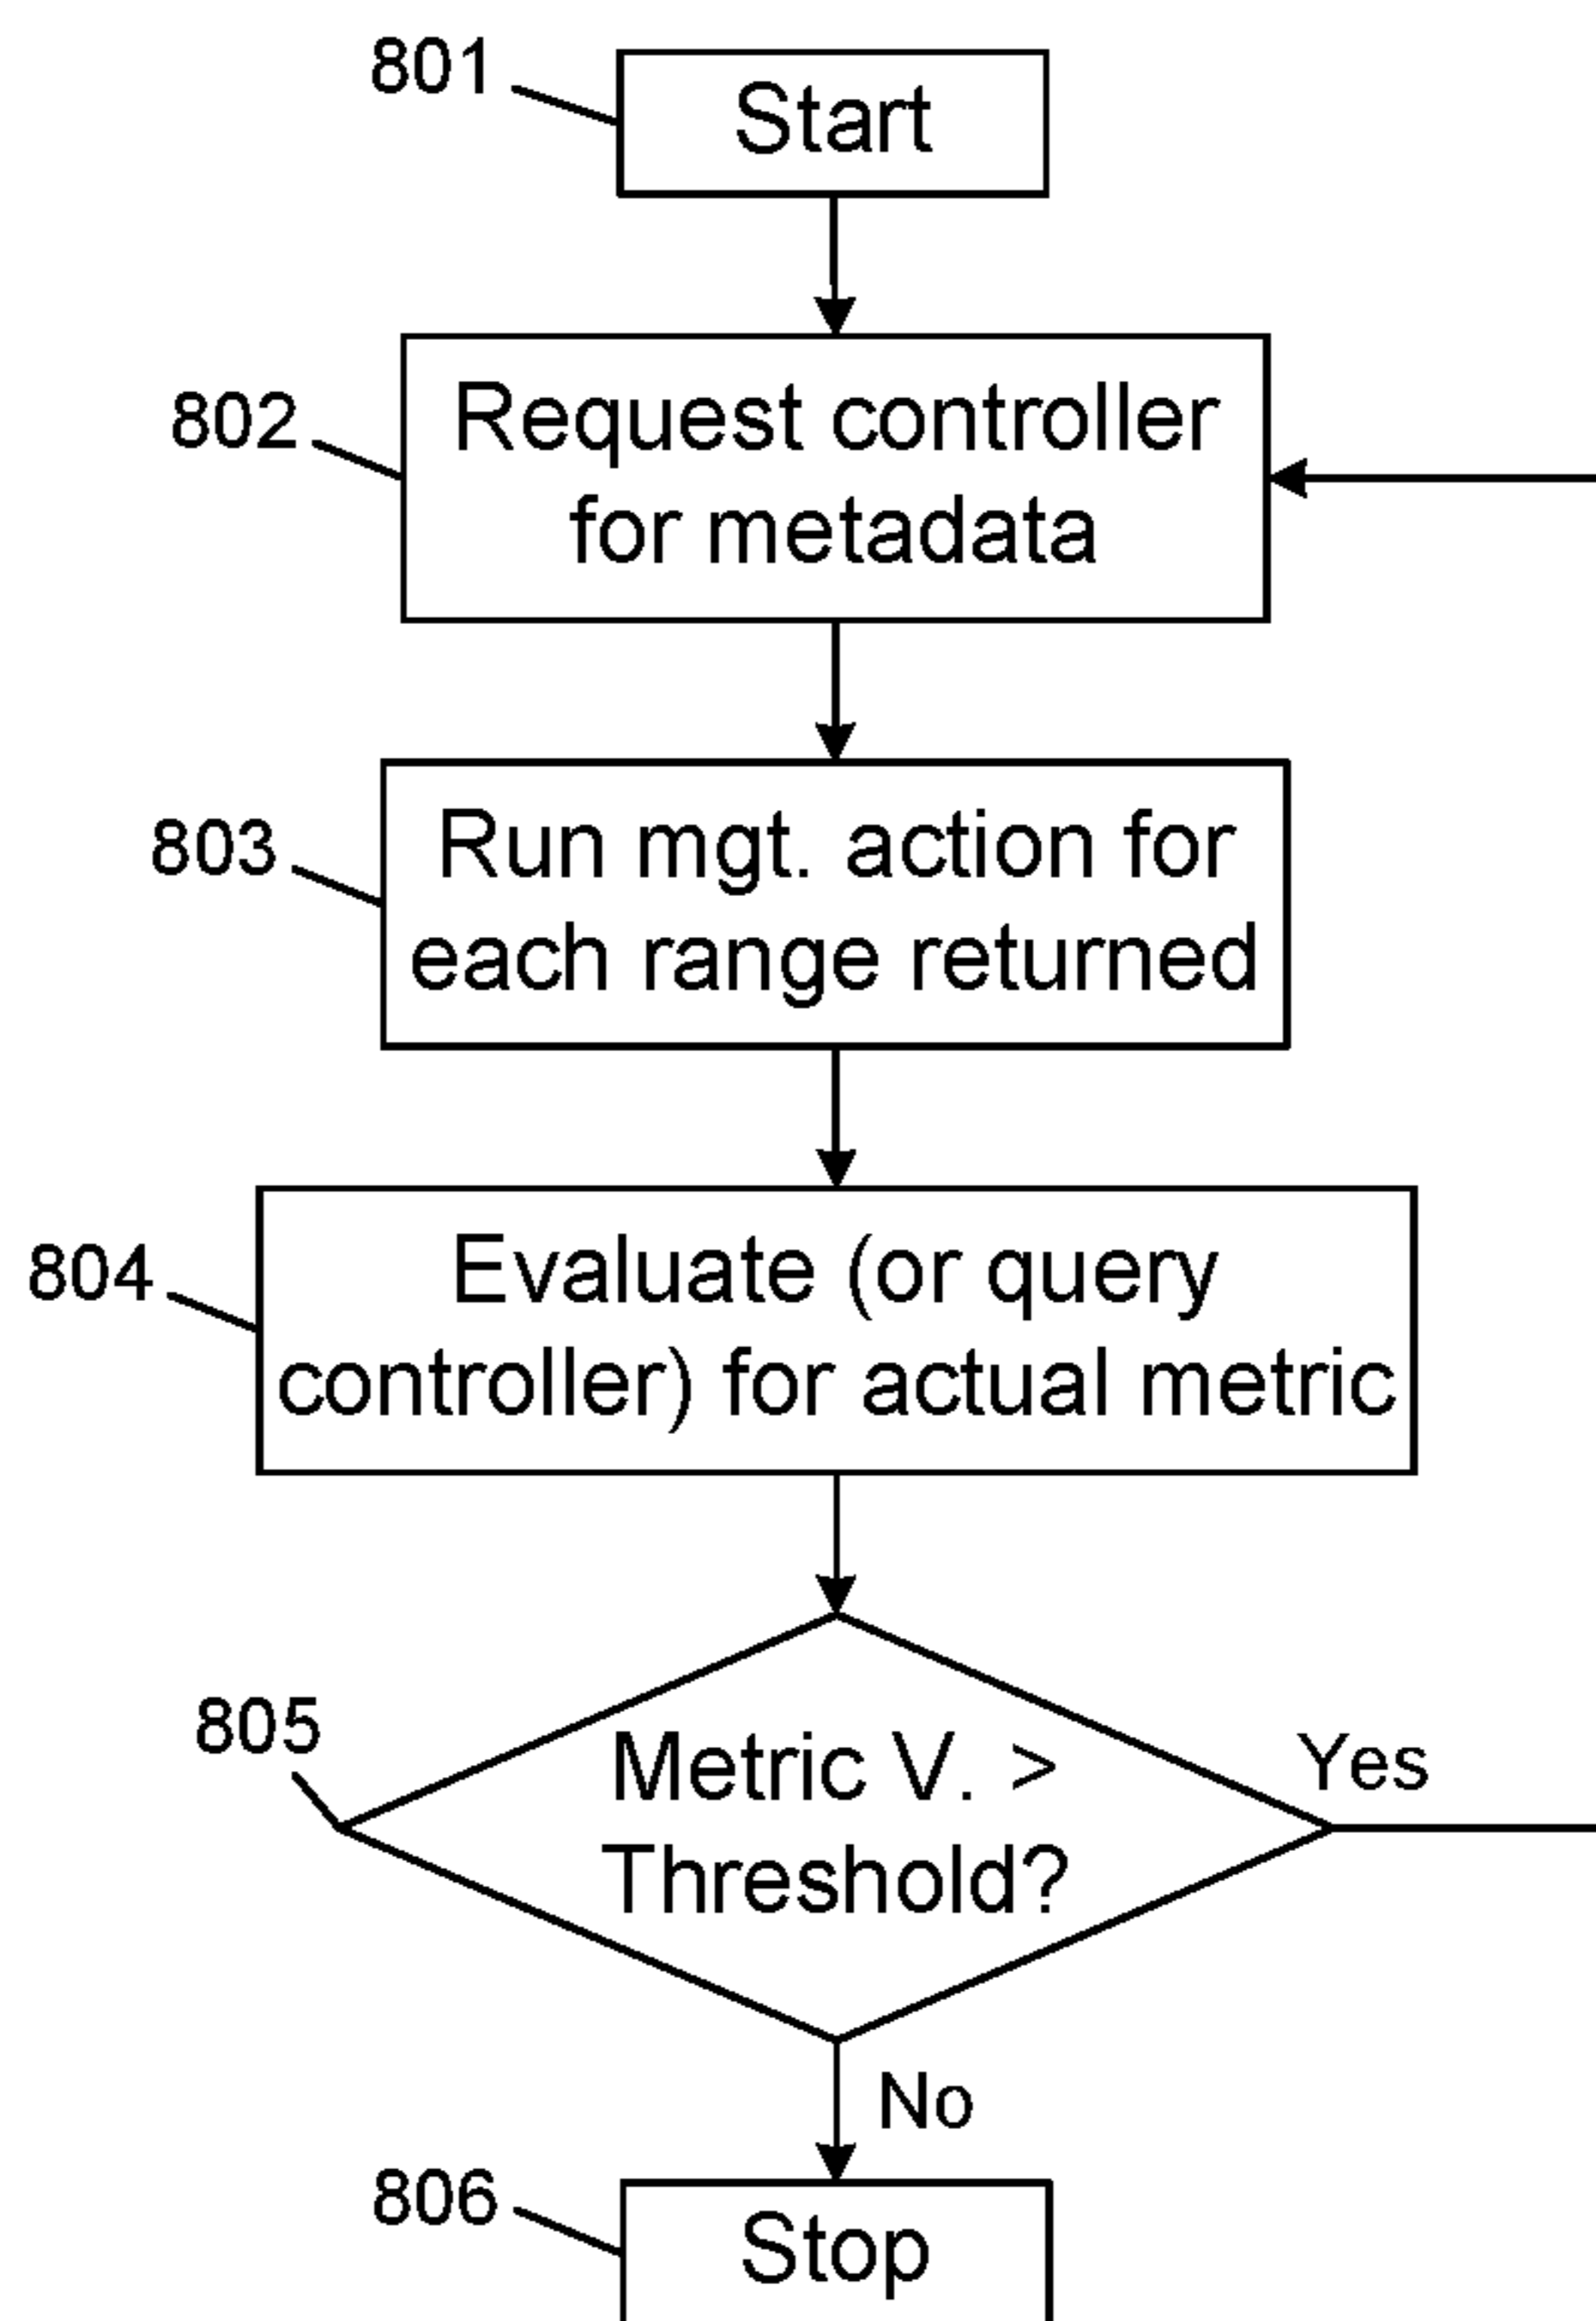 801
Start
802
Request controller
for metadata
803
Run mgt. action for
each range returned
804
Evaluate (or query
controller) for actual metric
805
Metric V. >
Threshold?
Yes
No
806
Stop